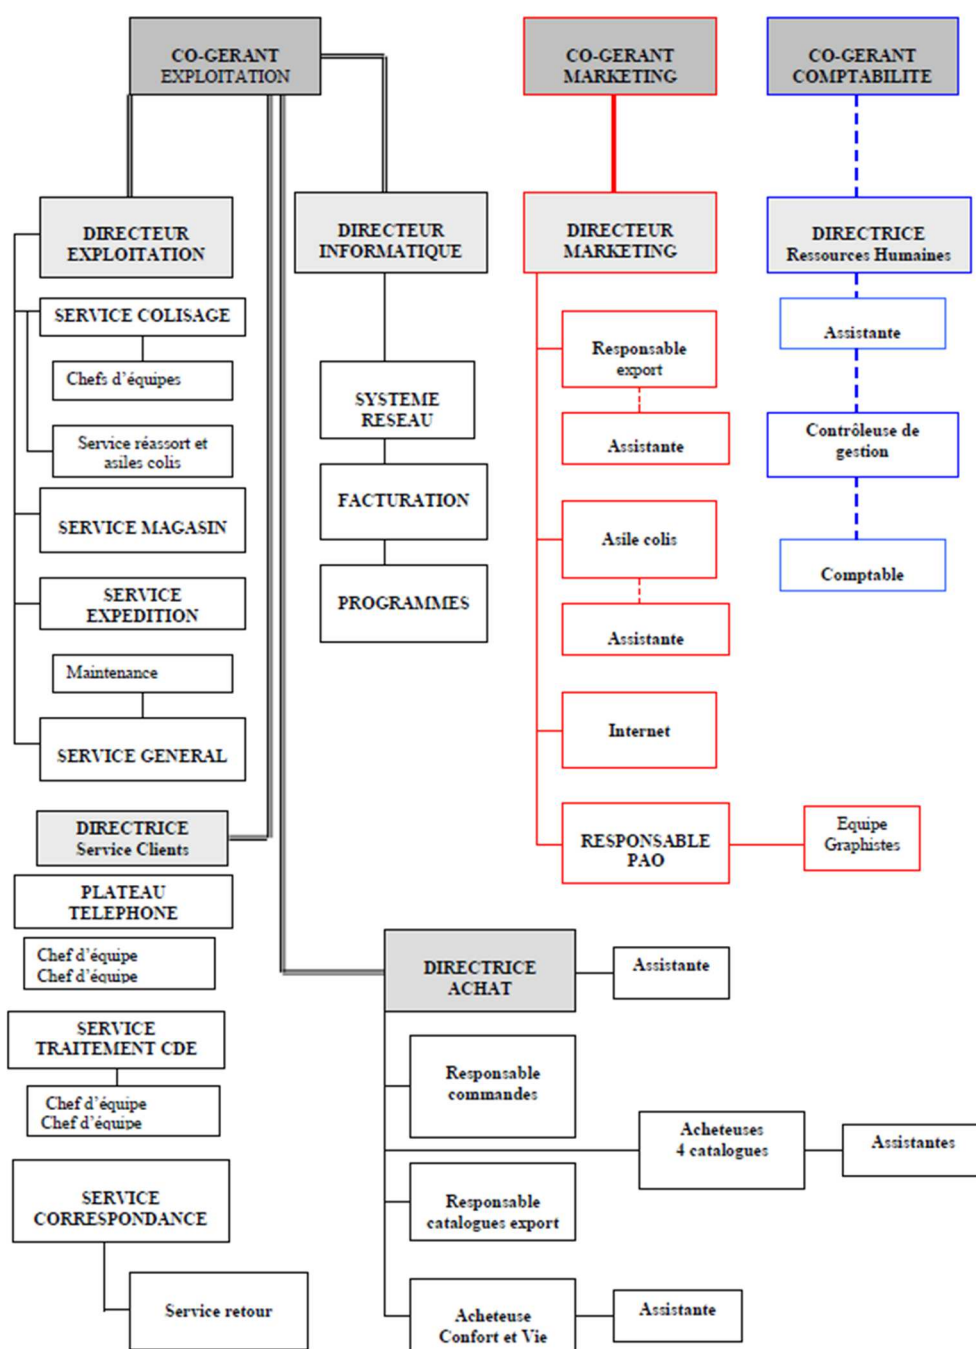 CO-GERANT
EXPLOITATION
CO-GERANT
MARKETING
CO-GERANT
COMPTABILITE
DIRECTEUR
EXPLOITATION
DIRECTEUR
INFORMATIQUE
DIRECTEUR
MARKETING
DIRECTRICE
Ressources Humaines
SERVICE COLISAGE
Chefs d'équipes
Service réassort et
asiles colis
SERVICE MAGASIN
SERVICE
EXPEDITION
Maintenance
SERVICE GENERAL
SYSTEME
RESEAU
FACTURATION
PROGRAMMES
Responsable
export
Assistante
Asile colis
Assistante
Internet
RESPONSABLE
PAO
Equipe
Graphistes
Assistante
Contrôleuse de
gestion
Comptable
DIRECTRICE
Service Clients
PLATEAU
TELEPHONE
Chef d'équipe
Chef d'équipe
SERVICE
TRAITEMENT CDE
Chef d'équipe
Chef d'équipe
SERVICE
CORRESPONDANCE
Service retour
DIRECTRICE
ACHAT
Assistante
Responsable
commandes
Acheteuses
4 catalogues
Assistantes
Responsable
catalogues export
Acheteuse
Confort et Vie
Assistante